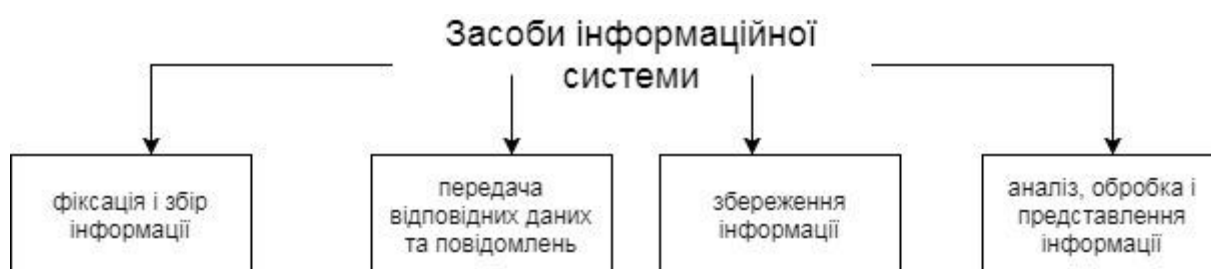 Засоби інформаційної
системи
фіксація і збір
інформації
передача
відповідних даних
та повідомлень
збереження
інформації
аналіз, обробка і
представлення
інформації